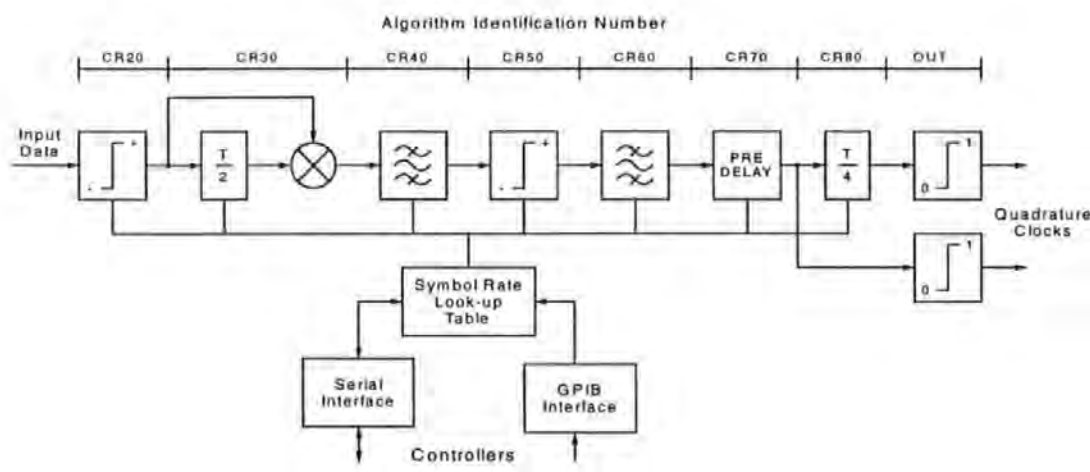 Algorithm Identification Number
CR20 CR30 CR40 CR50 CR60 CR70 CR80 OUT
Input
Data
- +
T
2
- +
PRE
DELAY
T
4
0 1
Quadrature
Clocks
0 1
Symbol Rate
Look-up
Table
Serial
Interface
GPIB
Interface
Controllers